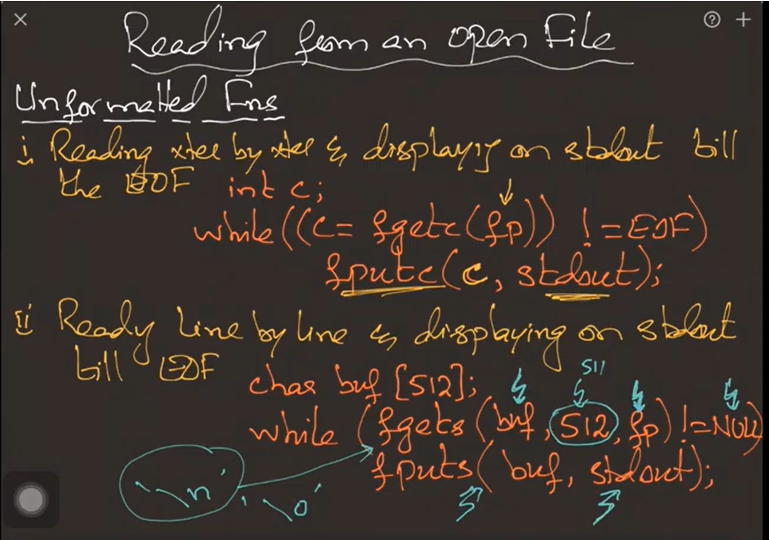 Reading from an open File
Unformatted Fns
i Reading xter by xter & displayig on stdout till
the EOF
int c;
while((c= fgetc(fp)) !=EOF)
fputc(c, stdout);
ii Ready Line by line & displaying on stdout
till EOF
511
char buf [512];
while (fgets(buf, 512, fp) != NULL)
fputs(buf, stdout);
'\n'
'\0'